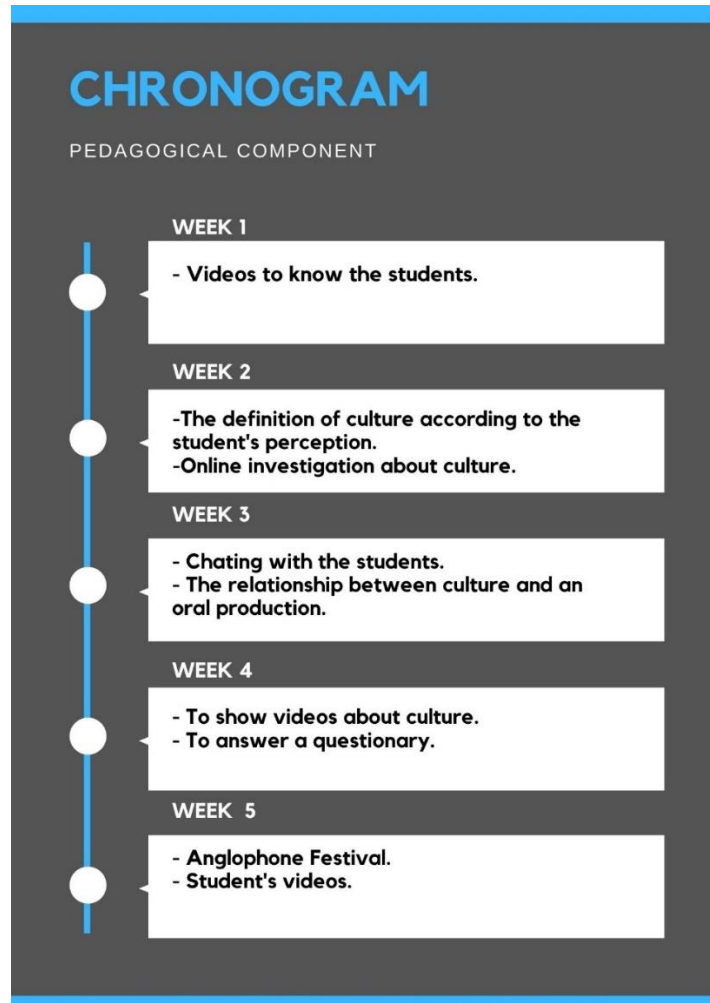 CHRONOGRAM
PEDAGOGICAL COMPONENT
WEEK 1
- Videos to know the students.
WEEK 2
-The definition of culture according to the
student's perception.
-Online investigation about culture.
WEEK 3
- Chating with the students.
- The relationship between culture and an
oral production.
WEEK 4
- To show videos about culture.
- To answer a questionary.
WEEK 5
- Anglophone Festival.
- Student's videos.